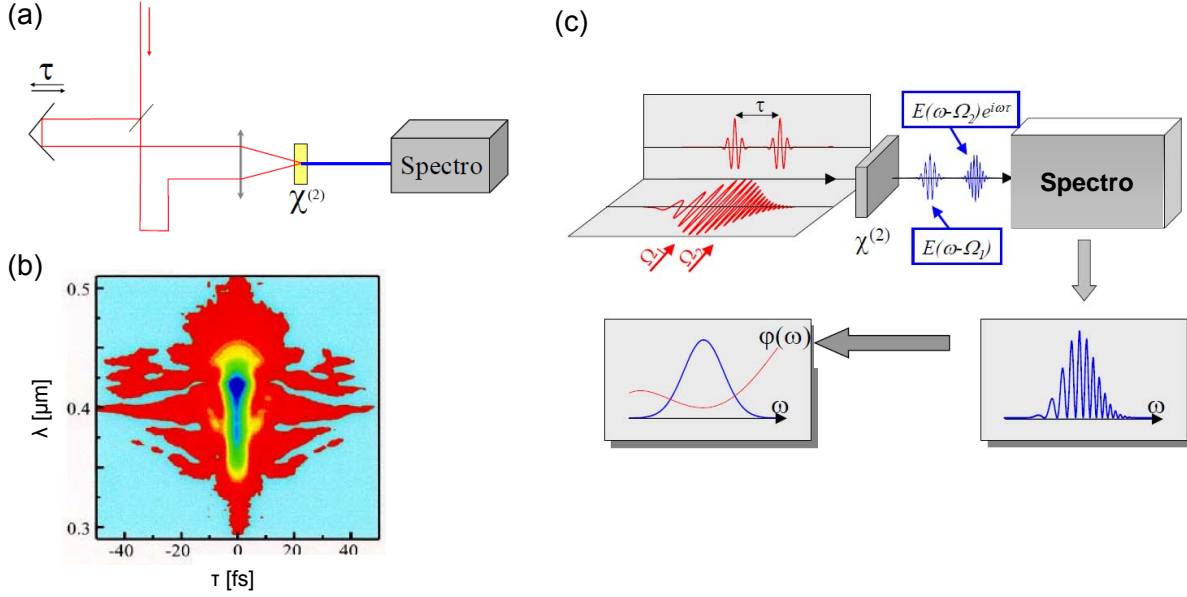 (a)
τ
χ(2)
Spectro
(b)
λ [μm]
0.5
0.4
0.3
-40
-20
0
20
40
τ [fs]
(c)
τ
Ω1
Ω2
χ(2)
E(ω-Ω2)e^iωτ
E(ω-Ω1)
Spectro
φ(ω)
ω
ω